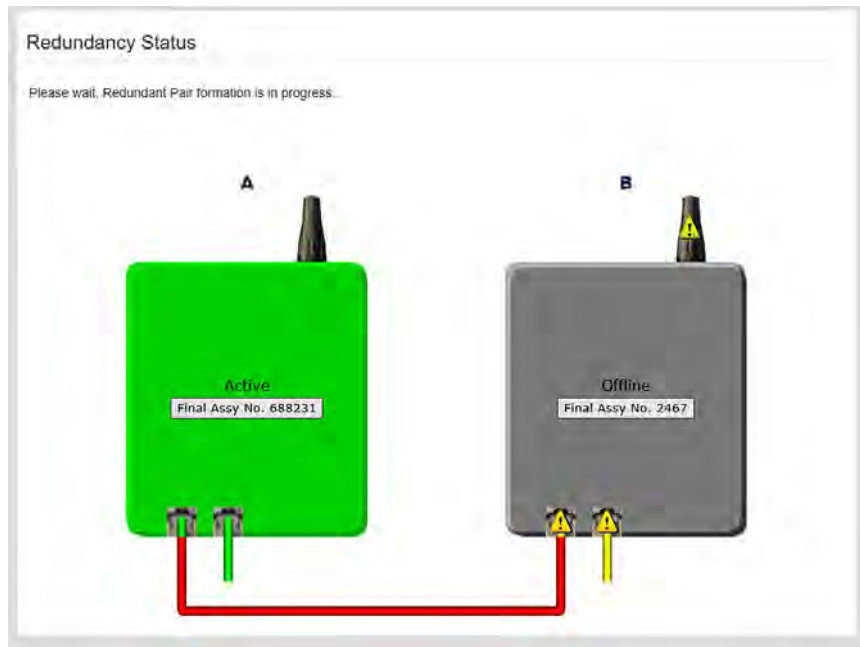 Redundancy Status
Please wait, Redundant Pair formation is in progress...
A
B
Active
Final Assy No. 688231
Offline
Final Assy No. 2467